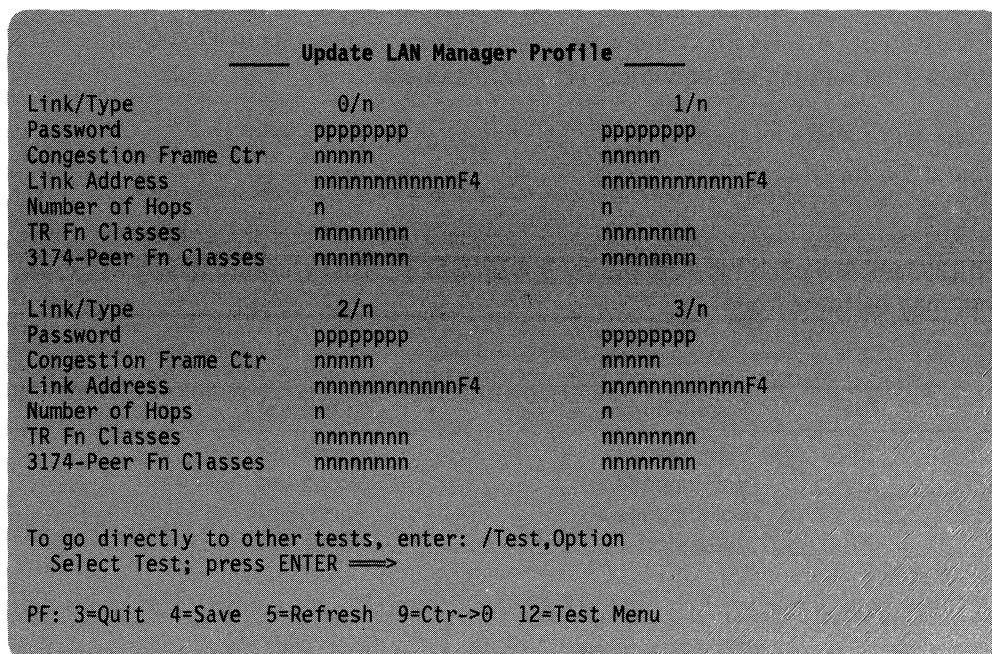 _____ Update LAN Manager Profile _____
Link/Type 0/n 1/n
Password pppppppp pppppppp
Congestion Frame Ctr nnnnn nnnnn
Link Address nnnnnnnnnnnnF4 nnnnnnnnnnnnF4
Number of Hops n n
TR Fn Classes nnnnnnnn nnnnnnnn
3174-Peer Fn Classes nnnnnnnn nnnnnnnn
Link/Type 2/n 3/n
Password pppppppp pppppppp
Congestion Frame Ctr nnnnn nnnnn
Link Address nnnnnnnnnnnnF4 nnnnnnnnnnnnF4
Number of Hops n n
TR Fn Classes nnnnnnnn nnnnnnnn
3174-Peer Fn Classes nnnnnnnn nnnnnnnn
To go directly to other tests, enter: /Test,Option
Select Test; press ENTER ===>
PF: 3=Quit 4=Save 5=Refresh 9=Ctr->0 12=Test Menu